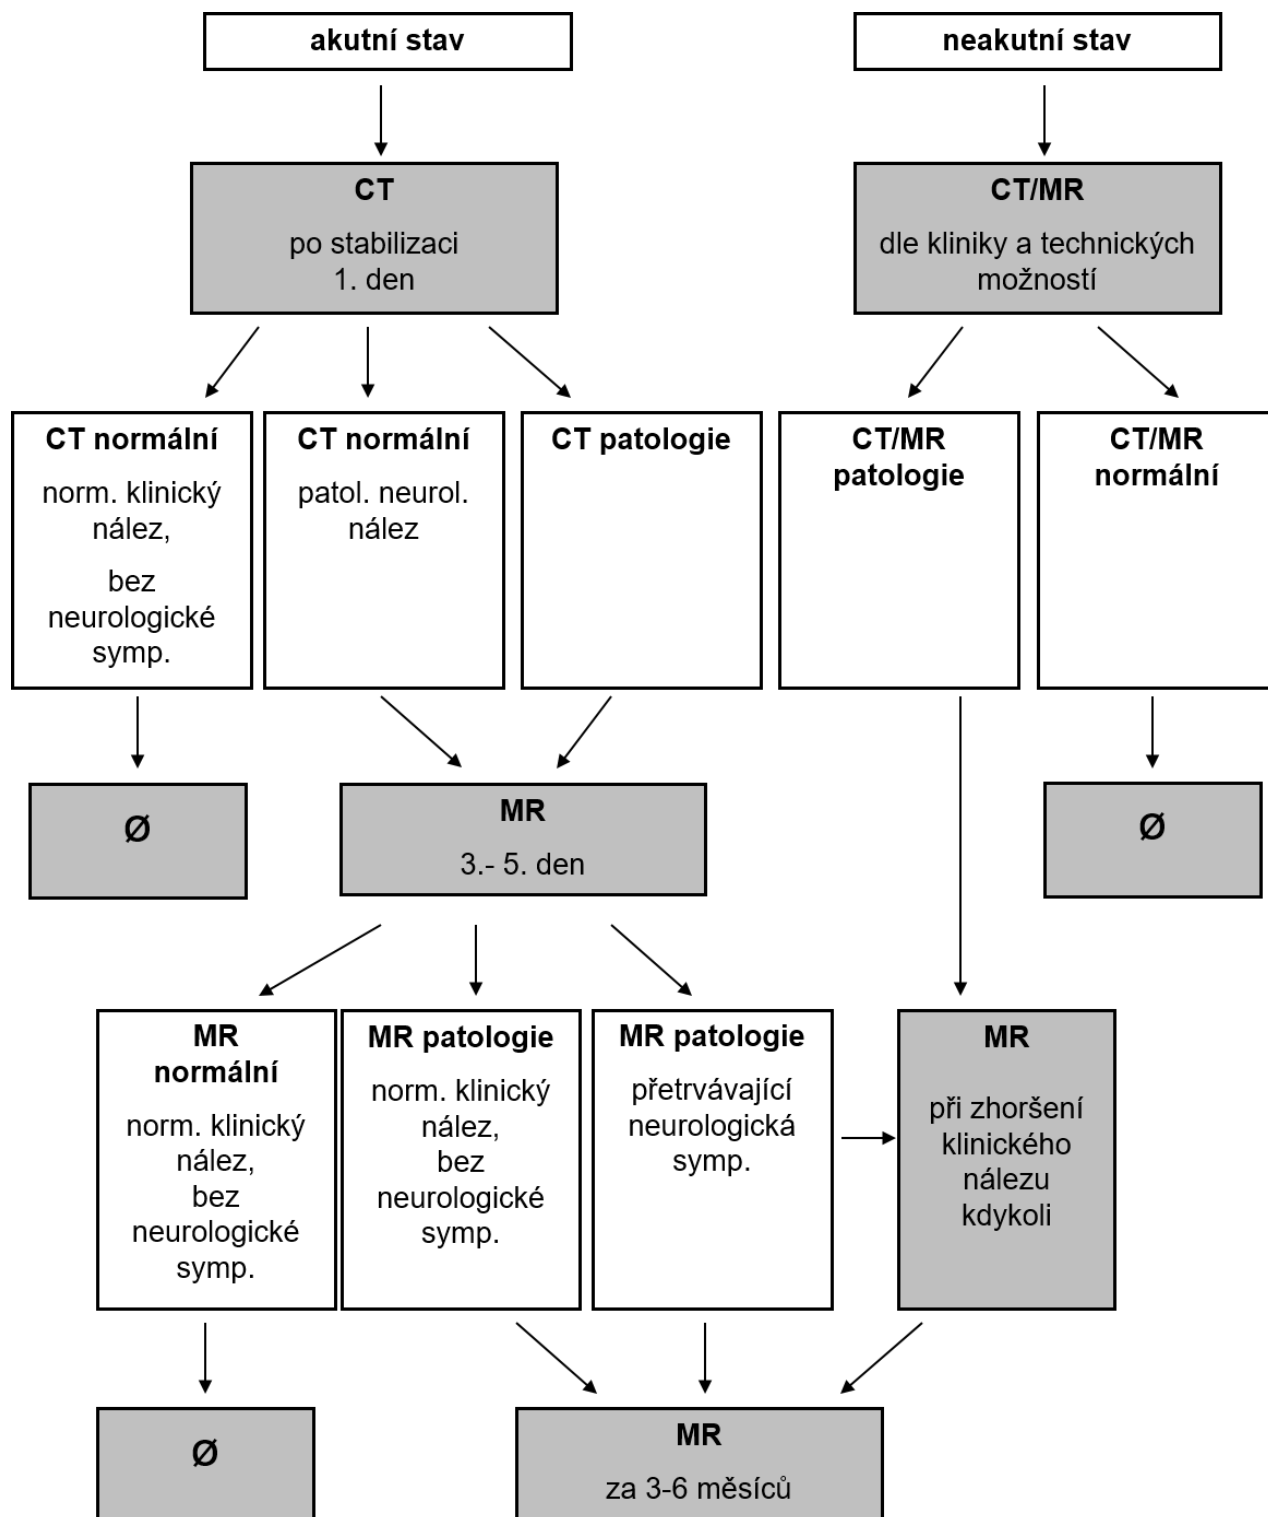 akutní stav
neakutní stav
CT
po stabilizaci
1. den
CT/MR
dle kliniky a technických
možností
CT normální
norm. klinický
nález,
bez
neurologické
symp.
CT normální
patol. neurol.
nález
CT patologie
CT/MR
patologie
CT/MR
normální
Ø
MR
3.- 5. den
Ø
MR
normální
norm. klinický
nález,
bez
neurologické
symp.
MR patologie
norm. klinický
nález,
bez
neurologické
symp.
MR patologie
přetrvávající
neurologická
symp.
MR
při zhoršení
klinického
nálezu
kdykoli
Ø
MR
za 3-6 měsíců